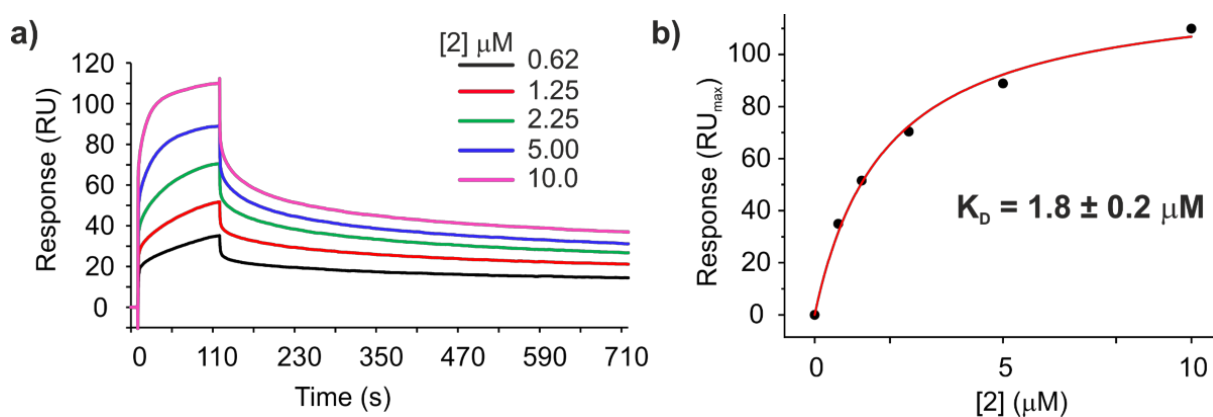 a)
[2] μM
0.62
1.25
2.25
5.00
10.0
120
100
80
60
40
20
0
Response (RU)
0 110 230 350 470 590 710
Time (s)
b)
100
80
60
40
20
0
Response (RUmax)
K_D = 1.8 ± 0.2 μM
0 5 10
[2] (μM)